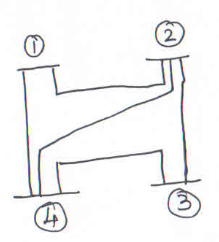 ① ②
④ ③